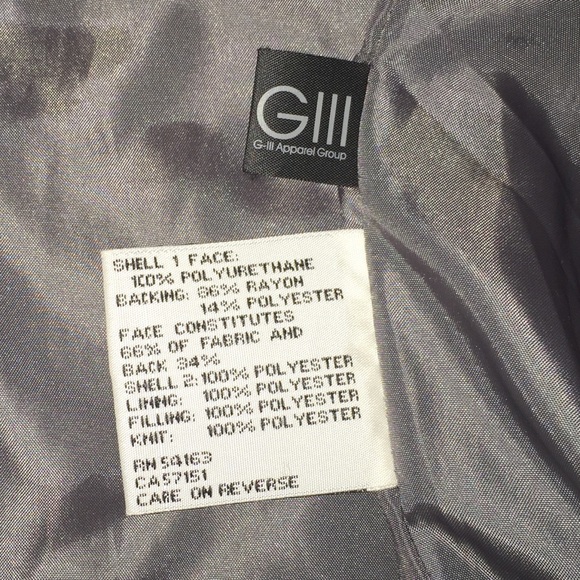 GIII
G-III Apparel Group
SHELL 1 FACE:
100% POLYURETHANE
BACKING: 86% RAYON
14% POLYESTER
FACE CONSTITUTES
66% OF FABRIC AND
BACK 34%
SHELL 2: 100% POLYESTER
LINING: 100% POLYESTER
FILLING: 100% POLYESTER
KNIT: 100% POLYESTER
RN 54163
CA57151
CARE ON REVERSE